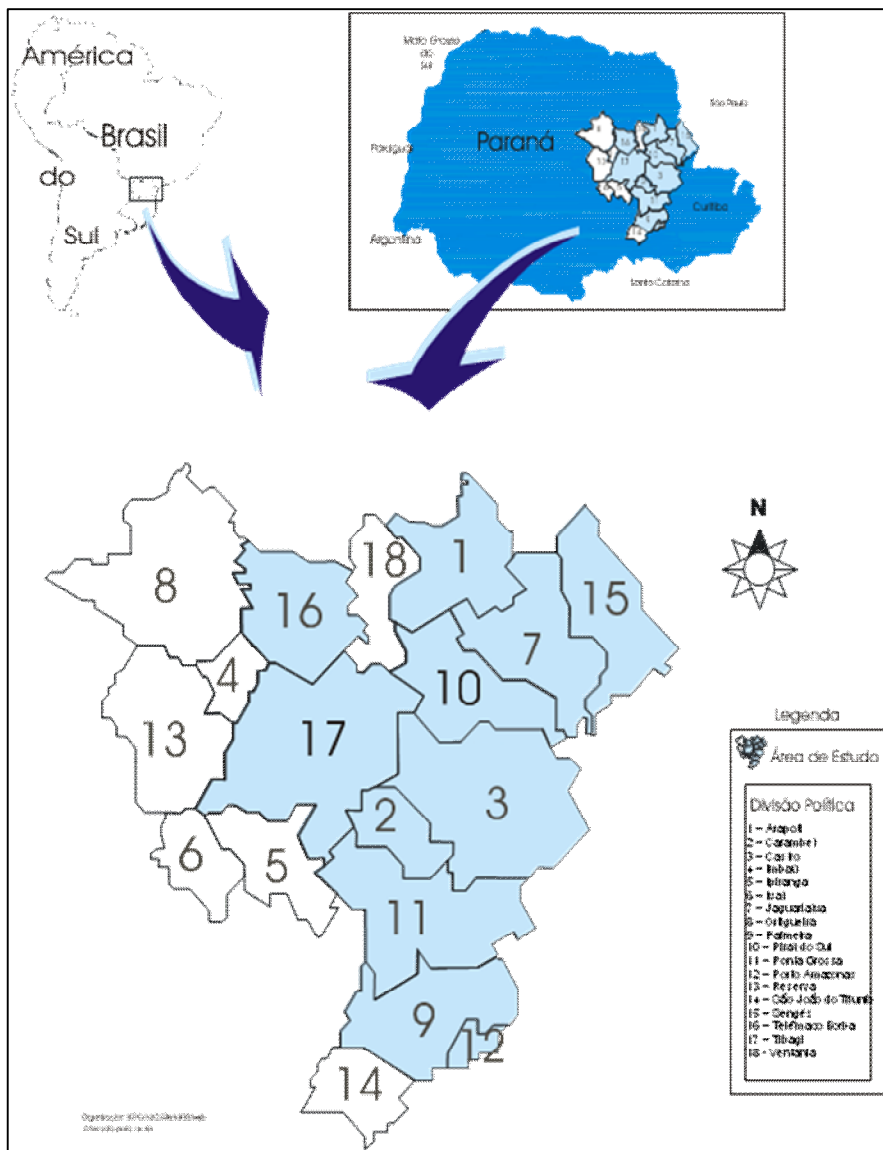 América
Brasil
do
Sul
Mato Grosso
do
Sul
São Paulo
Paraná
Paraguai
Curitiba
Argentina
Santa Catarina
N
8
16
18
1
15
7
4
10
13
17
3
2
6
5
11
9
12
14
Legenda
Área de Estudo
Divisão Política
1 - Arapoti
2 - Carambeí
3 - Castro
4 - Imbaú
5 - Ipiranga
6 - Ivaí
7 - Jaguariaíva
8 - Ortigueira
9 - Palmeira
10 - Piraí do Sul
11 - Ponta Grossa
12 - Porto Amazonas
13 - Reserva
14 - São João do Triunfo
15 - Sengés
16 - Telêmaco Borba
17 - Tibagi
18 - Ventania